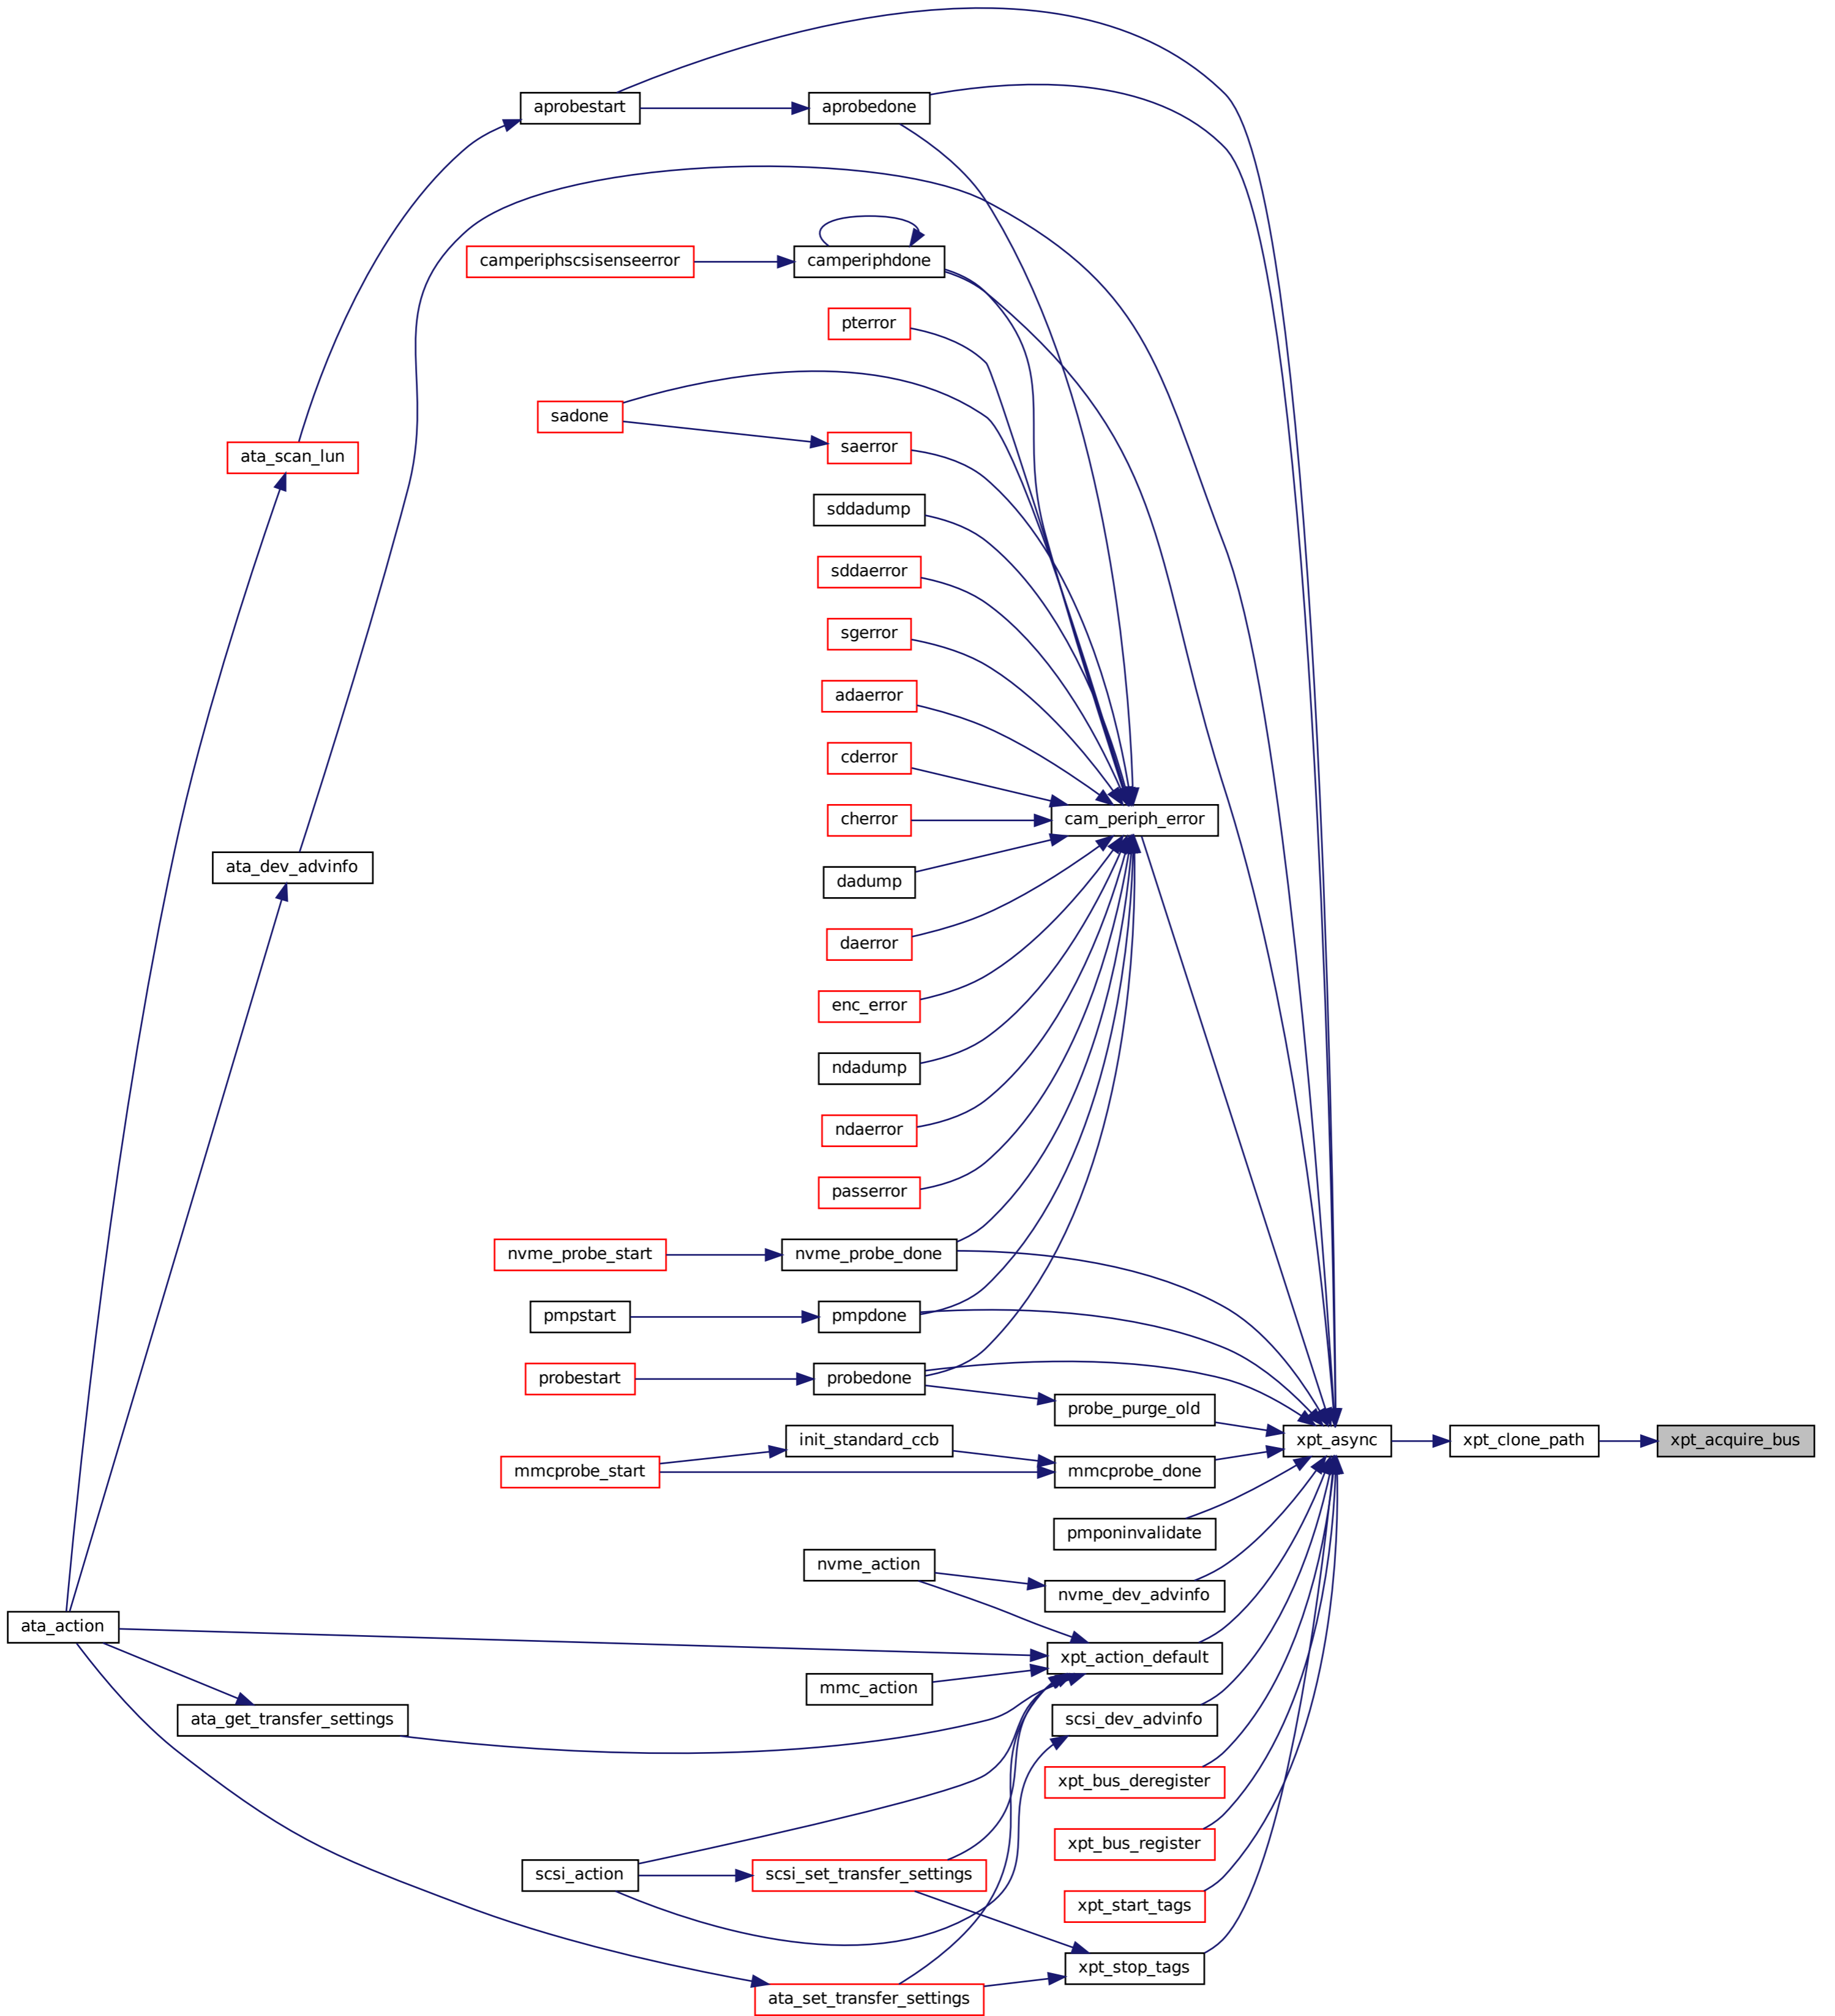 aprobestart
aprobedone
camperiphscsisenseerror
camperiphdone
pterror
sadone
saerror
ata_scan_lun
sddadump
sddaerror
sgerror
adaerror
cderror
cherror
cam_periph_error
ata_dev_advinfo
dadump
daerror
enc_error
ndadump
ndaerror
passerror
nvme_probe_start
nvme_probe_done
pmpstart
pmpdone
probestart
probedone
probe_purge_old
init_standard_ccb
xpt_async
xpt_clone_path
xpt_acquire_bus
mmcprobe_start
mmcprobe_done
pmponinvalidate
nvme_action
nvme_dev_advinfo
ata_action
xpt_action_default
mmc_action
ata_get_transfer_settings
scsi_dev_advinfo
xpt_bus_deregister
xpt_bus_register
scsi_action
scsi_set_transfer_settings
xpt_start_tags
xpt_stop_tags
ata_set_transfer_settings